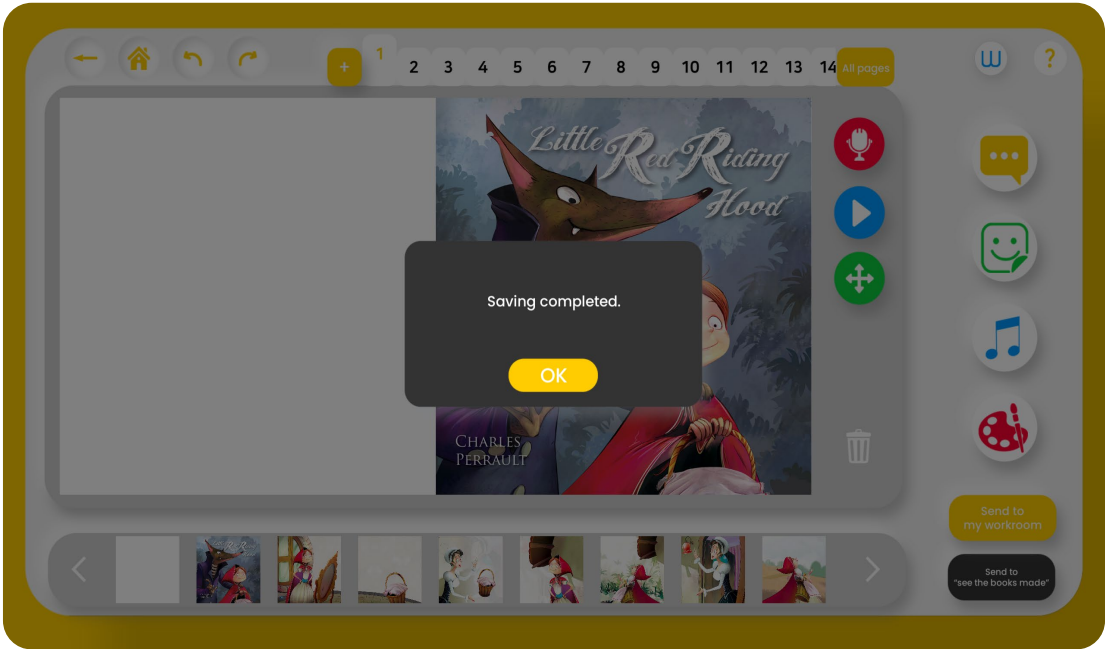 +
1
2
3
4
5
6
7
8
9
10
11
12
13
14
All pages
?
Little Red Riding
Hood
Saving completed.
OK
CHARLES
PERRAULT
Send to
my workroom
Send to
"see the books made"